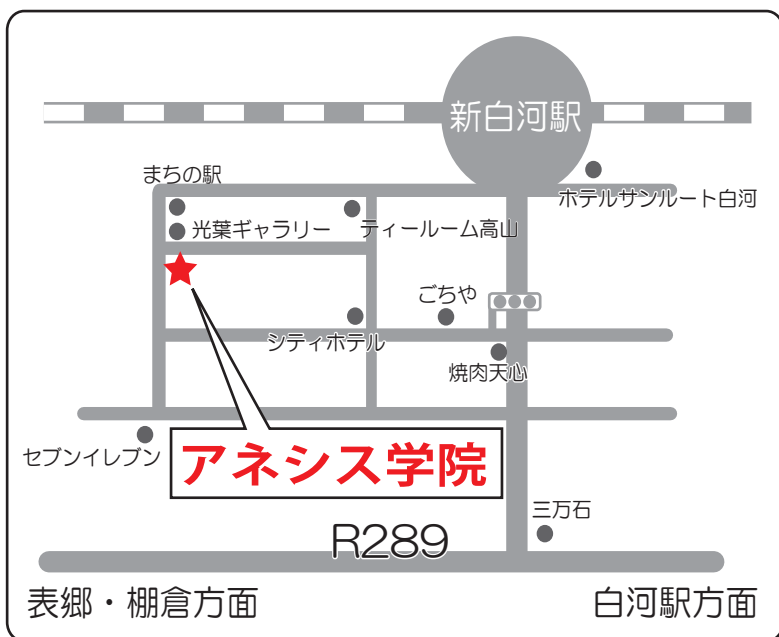 新白河駅
まちの駅
ホテルサンルート白河
光葉ギャラリー
ティールーム高山
ごちや
シティホテル
焼肉天心
セブンイレブン
アネシス学院
三万石
R289
表郷・棚倉方面
白河駅方面